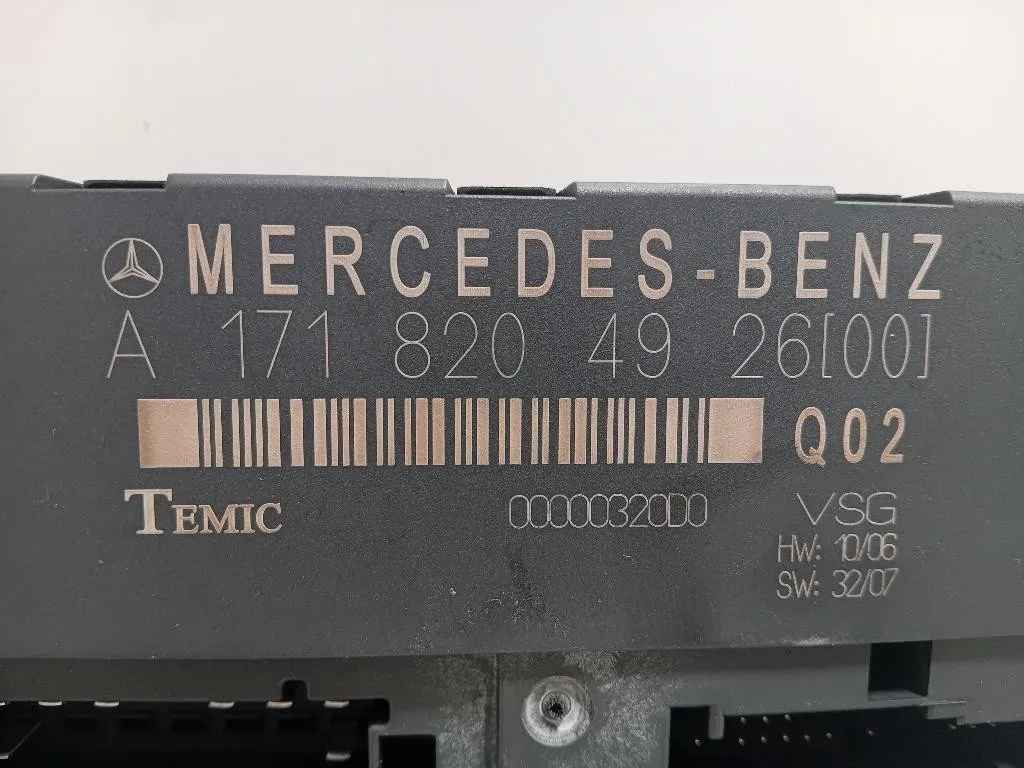 MERCEDES-BENZ
A 171 820 49 26[00]
Q02
TEMIC 00000320D0 VSG
HW: 10/06
SW: 32/07